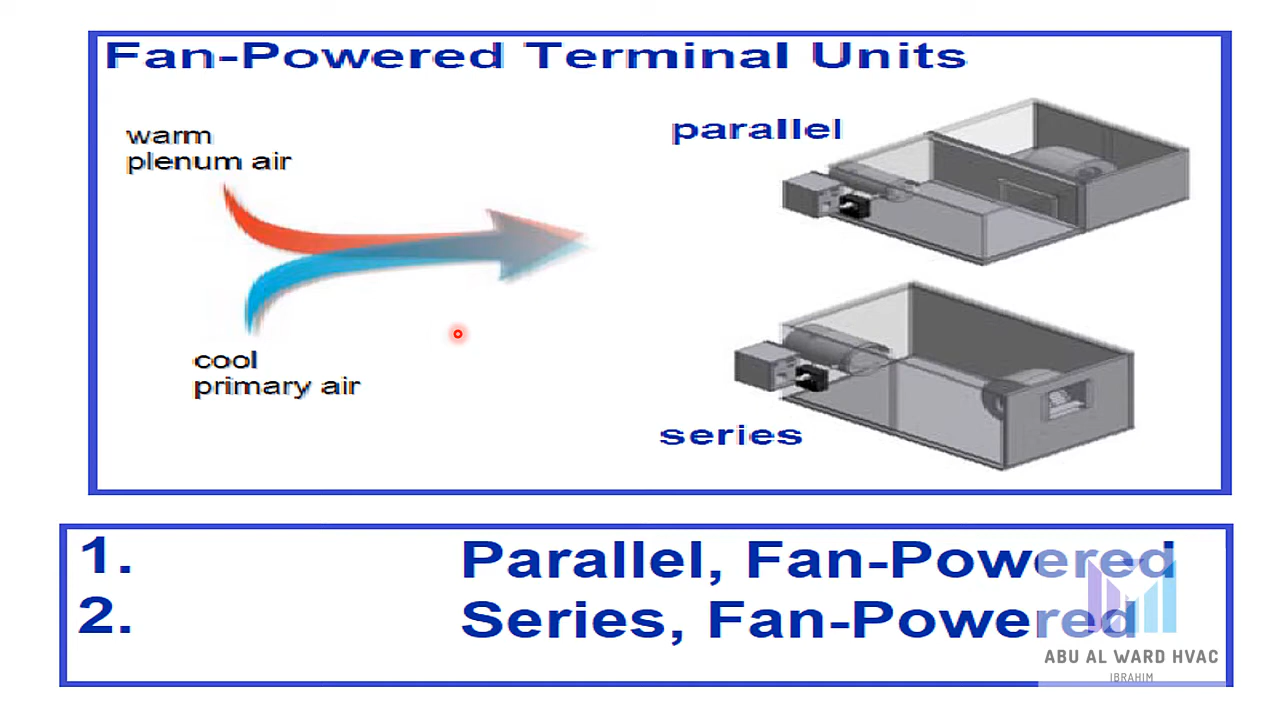 Fan-Powered Terminal Units
warm
plenum air
parallel
cool
primary air
series
1. Parallel, Fan-Powered
2. Series, Fan-Powered
ABU AL WARD HVAC
IBRAHIM